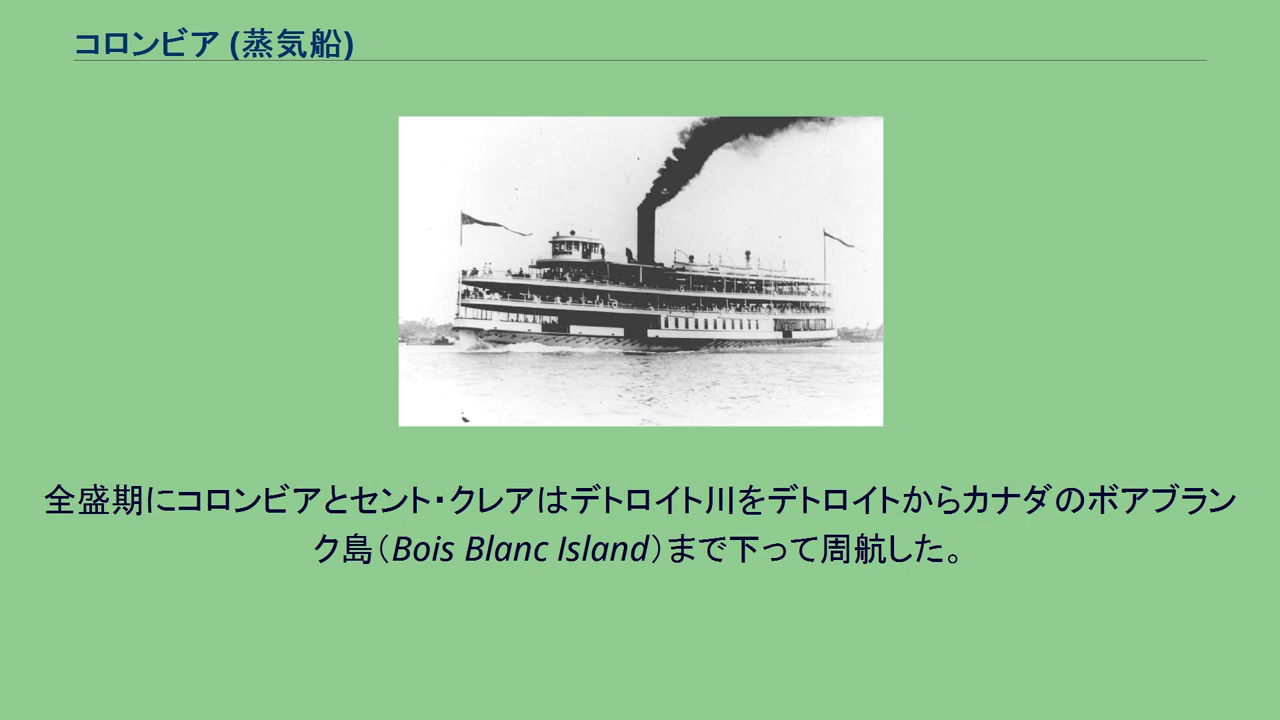 コロンビア (蒸気船)
全盛期にコロンビアとセント・クレアはデトロイト川をデトロイトからカナダのボアブラン
ク島（Bois Blanc Island）まで下って周航した。